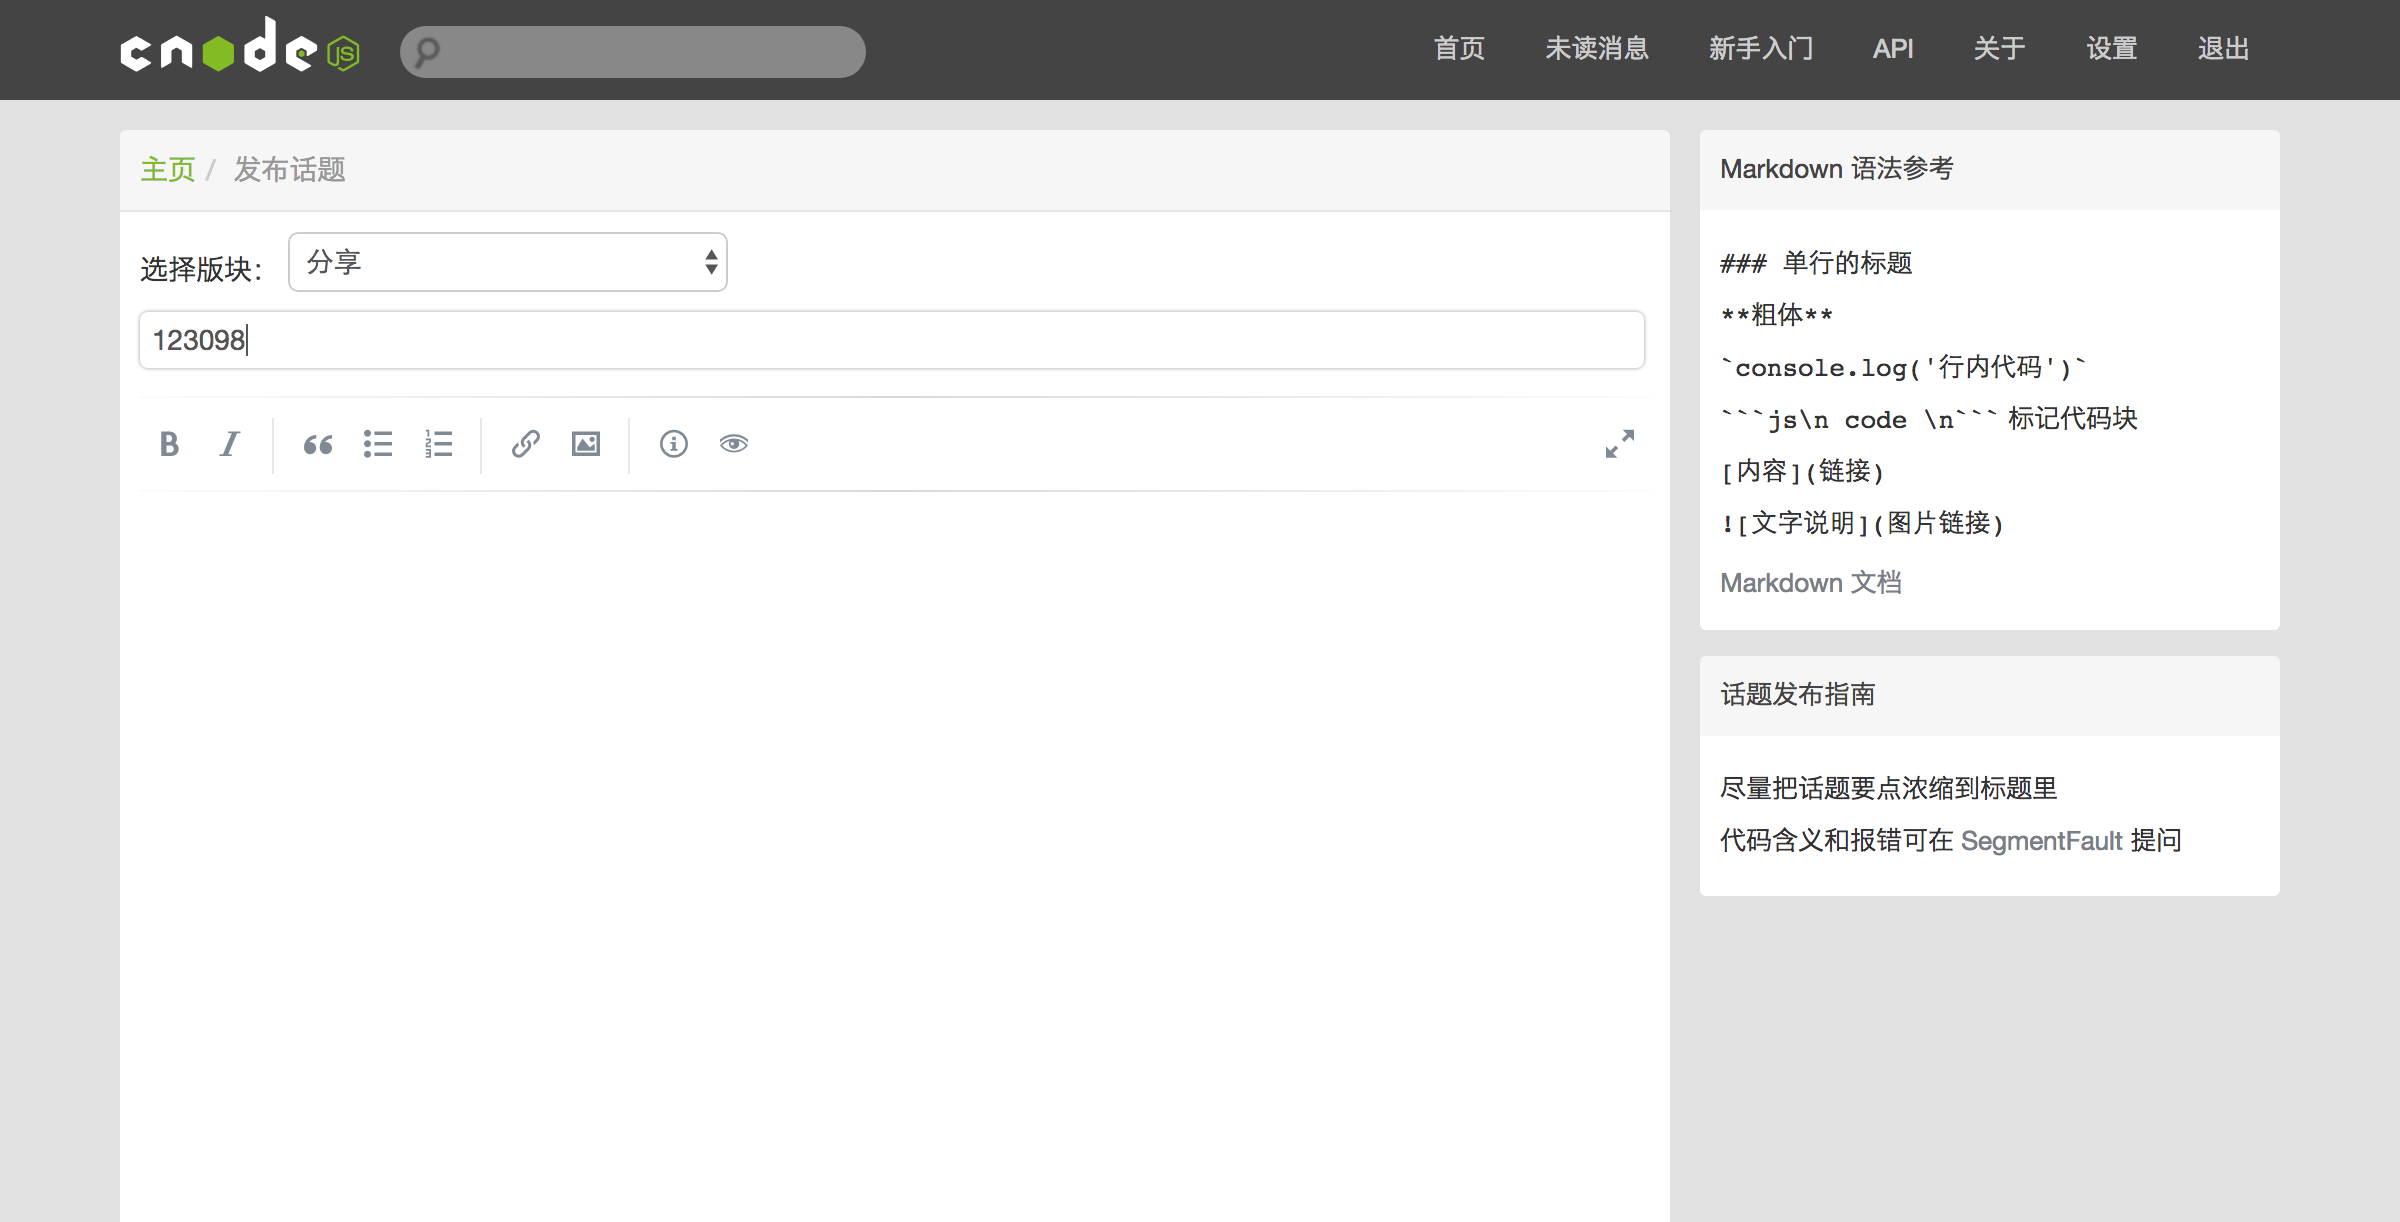 cnode JS
首页 未读消息 新手入门 API 关于 设置 退出
主页 / 发布话题
选择版块：
分享
123098
Markdown 语法参考
### 单行的标题
**粗体**
`console.log('行内代码')`
```js\n code \n``` 标记代码块
[内容](链接)
![文字说明](图片链接)
Markdown 文档
话题发布指南
尽量把话题要点浓缩到标题里
代码含义和报错可在 SegmentFault 提问